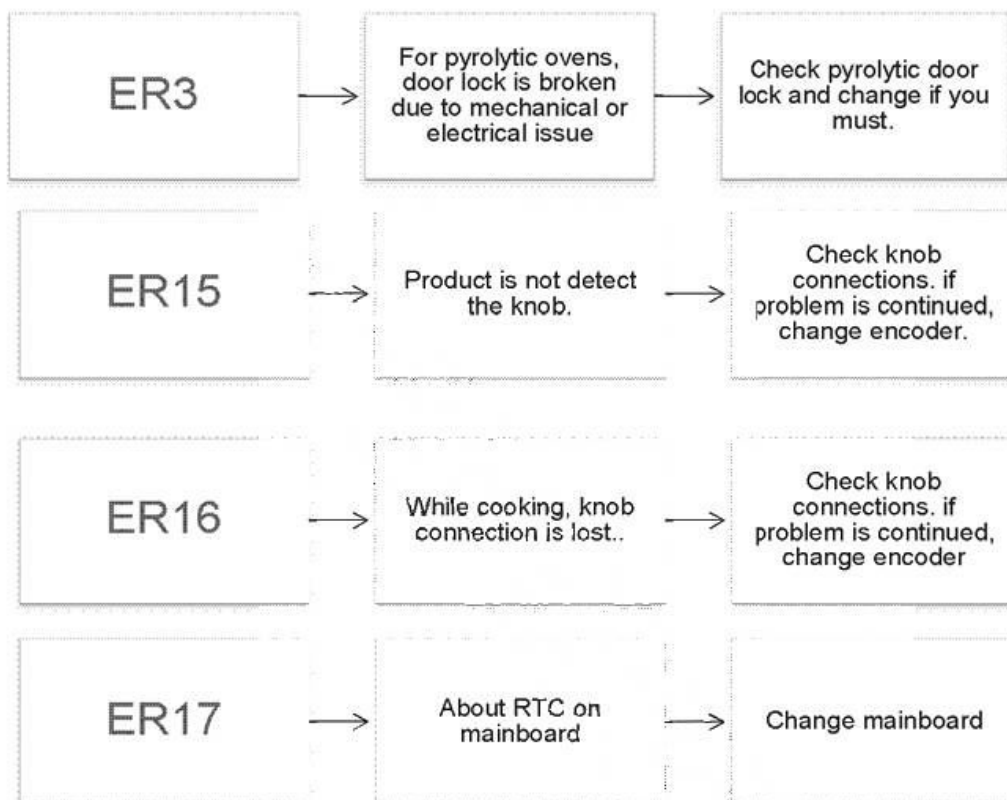 ER3
For pyrolytic ovens,
door lock is broken
due to mechanical or
electrical issue
Check pyrolytic door
lock and change if you
must.
ER15
Product is not detect
the knob.
Check knob
connections. if
problem is continued,
change encoder.
ER16
While cooking, knob
connection is lost..
Check knob
connections. if
problem is continued,
change encoder
ER17
About RTC on
mainboard
Change mainboard